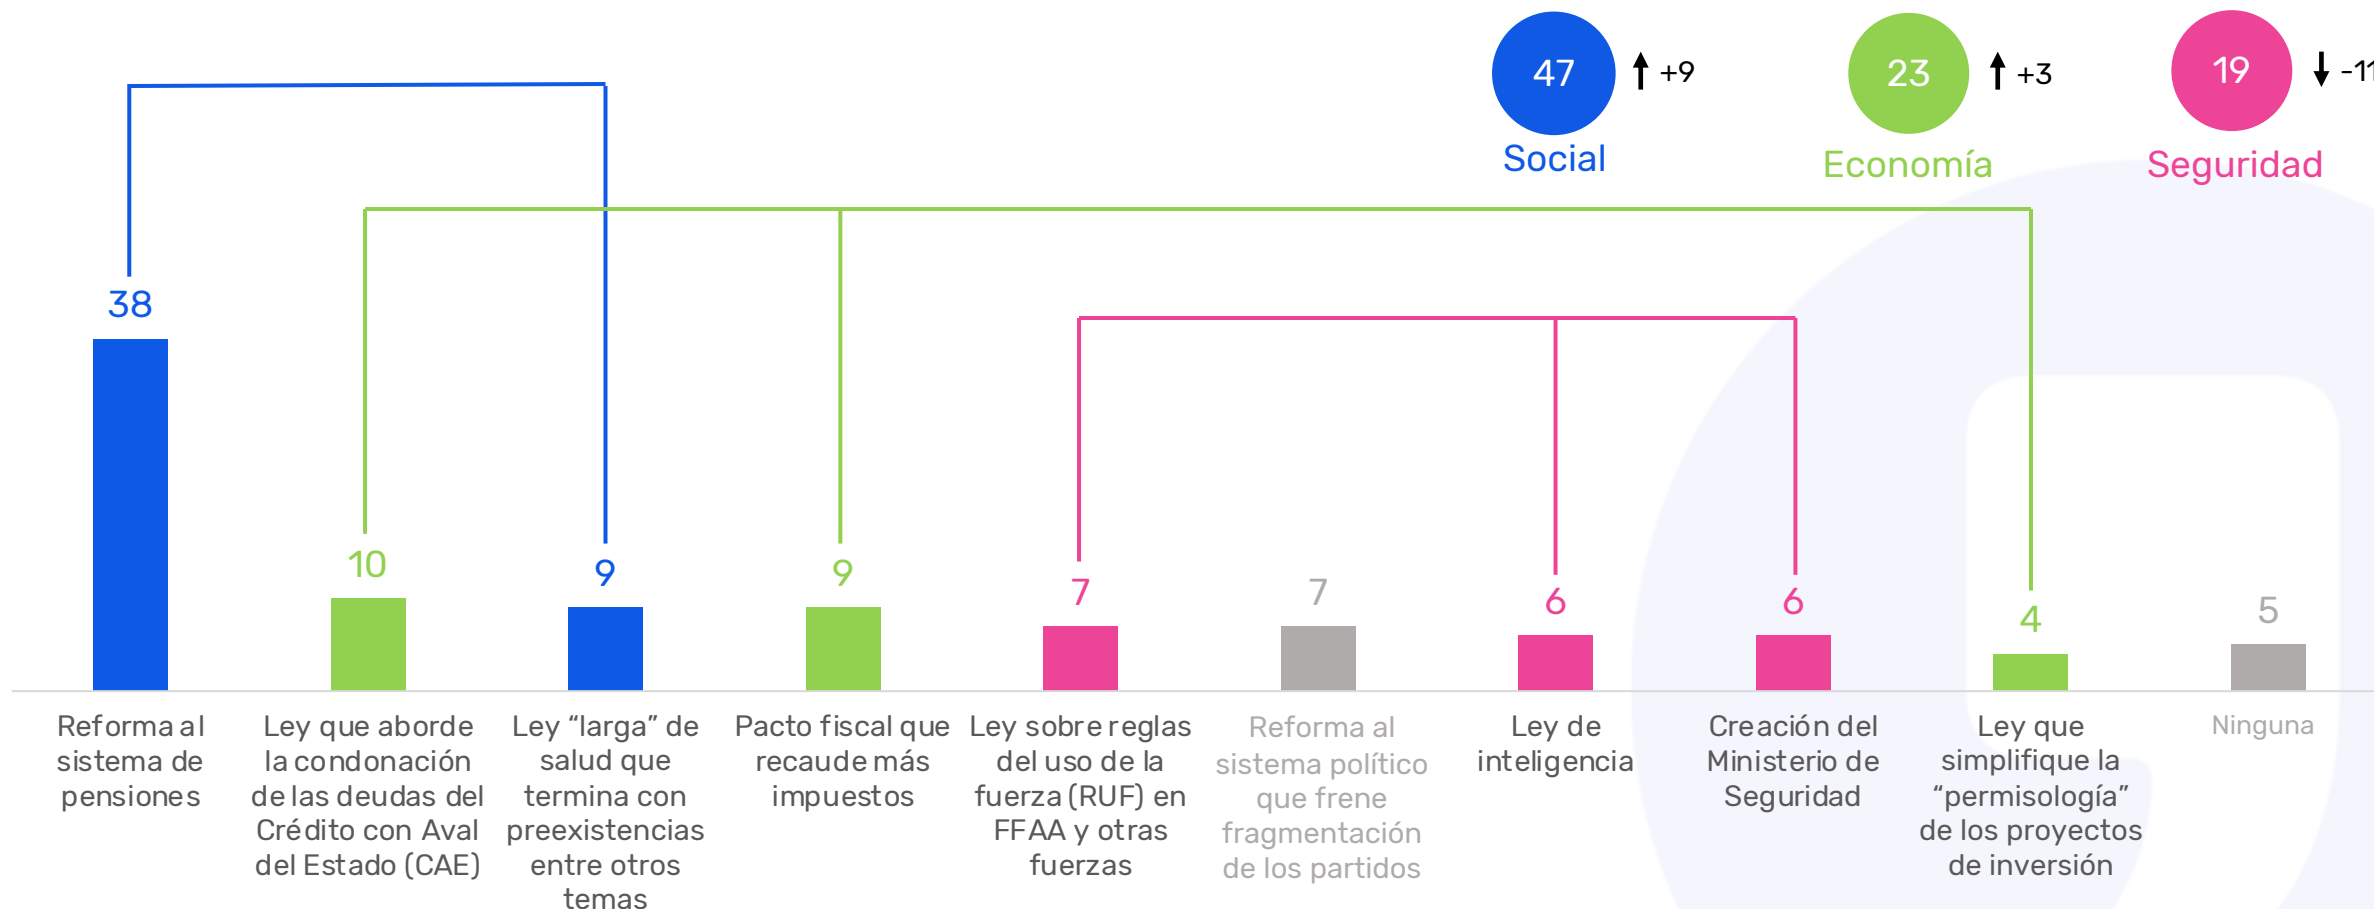 47
+9
Social
23
+3
Economía
19
-11
Seguridad
38
10
9
9
7
7
6
6
4
5
Reforma al
sistema de
pensiones
Ley que aborde
la condonación
de las deudas del
Crédito con Aval
del Estado (CAE)
Ley “larga” de
salud que
termina con
preexistencias
entre otros
temas
Pacto fiscal que
recaude más
impuestos
Ley sobre reglas
del uso de la
fuerza (RUF) en
FFAA y otras
fuerzas
Reforma al
sistema político
que frene
fragmentación
de los partidos
Ley de
inteligencia
Creación del
Ministerio de
Seguridad
Ley que
simplifique la
“permisología”
de los proyectos
de inversión
Ninguna